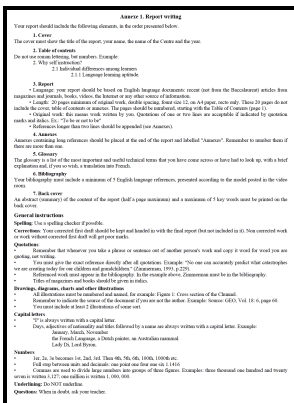 Annexe 1. Report writing
Your report should include the following elements, in the order presented below.
1. Cover
The cover must show the title of the report, your name, the name of the Centre and the year.
2. Table of contents
Do not use roman lettering, but numbers. Example:
2. Why self instruction?
2.1 Individual differences among learners
2.1.1 Language learning aptitude
3. Report
• Language: your report should be based on English language documents: recent (not from the Baccalauréat) articles from
magazines and journals, books, videos, the Internet or any other source of information.
• Length: 20 pages minimum of original work, double spacing, fount size 12, on A4 paper, recto only. These 20 pages do not
include the cover, table of contents or annexes. The pages should be numbered, starting with the Table of Contents (page 1).
• Original work: this means work written by you. Quotations of one or two lines are acceptable if indicated by quotation
marks and italics. Ex.: "To be or not to be"
• References longer than two lines should be appended (see Annexes).
4. Annexes
Annexes containing long references should be placed at the end of the report and labelled "Annexes". Remember to number them if
there are more than one.
5. Glossary
The glossary is a list of the most important and useful technical terms that you have come across or have had to look up, with a brief
explanation and, if you so wish, a translation into French.
6. Bibliography
Your bibliography must include a minimum of 5 English language references, presented according to the model posted in the video
room.
7. Back cover
An abstract (summary) of the content of the report (half a page maximum) and a maximum of 5 key words must be printed on the
back cover.
General instructions
Spelling: Use a spelling checker if possible.
Corrections: Your corrected first draft should be kept and handed in with the final report (but not included in it). Non corrected work
or work without corrected first draft will get poor marks.
Quotations
• Remember that whenever you take a phrase or sentence out of another person's work and copy it word for word you are
quoting, not writing.
• You must give the exact reference directly after all quotations. Example: "No one can accurately predict what catastrophes
we are creating today for our children and grandchildren." (Zimmerman, 1993, p.229).
• Referenced work must appear in the bibliography. In the example above, Zimmerman must be in the bibliography.
• Titles of magazines and books should be given in italics.
Drawings, diagrams, charts and other illustrations
• All illustrations must be numbered and named, for example: Figure 1: Cross section of the Channel.
• Remember to indicate the source of the document if you are not the author. Example: Source: GEO. Vol. 18: 6, page 68.
• You must include at least 2 illustrations of some sort.
Capital letters
• "I" is always written with a capital letter.
• Days, adjectives of nationality and titles followed by a name are always written with a capital letter. Example:
January, March, November
the French Language, a Dutch painter, an Australian mammal
Lady Di, Lord Byron.
Numbers
• 1st, 2e, 3e becomes 1st, 2nd, 3rd. Then 4th, 5th, 6th, 100th, 1000th etc.
• Full stop between units and decimals: one point four one six 1.1416
• Commas are used to divide large numbers into groups of three figures. Examples: three thousand one hundred and twenty
seven is written 3,127; one million is written 1, 000, 000.
Underlining: Do NOT underline.
Questions: When in doubt, ask your teacher.